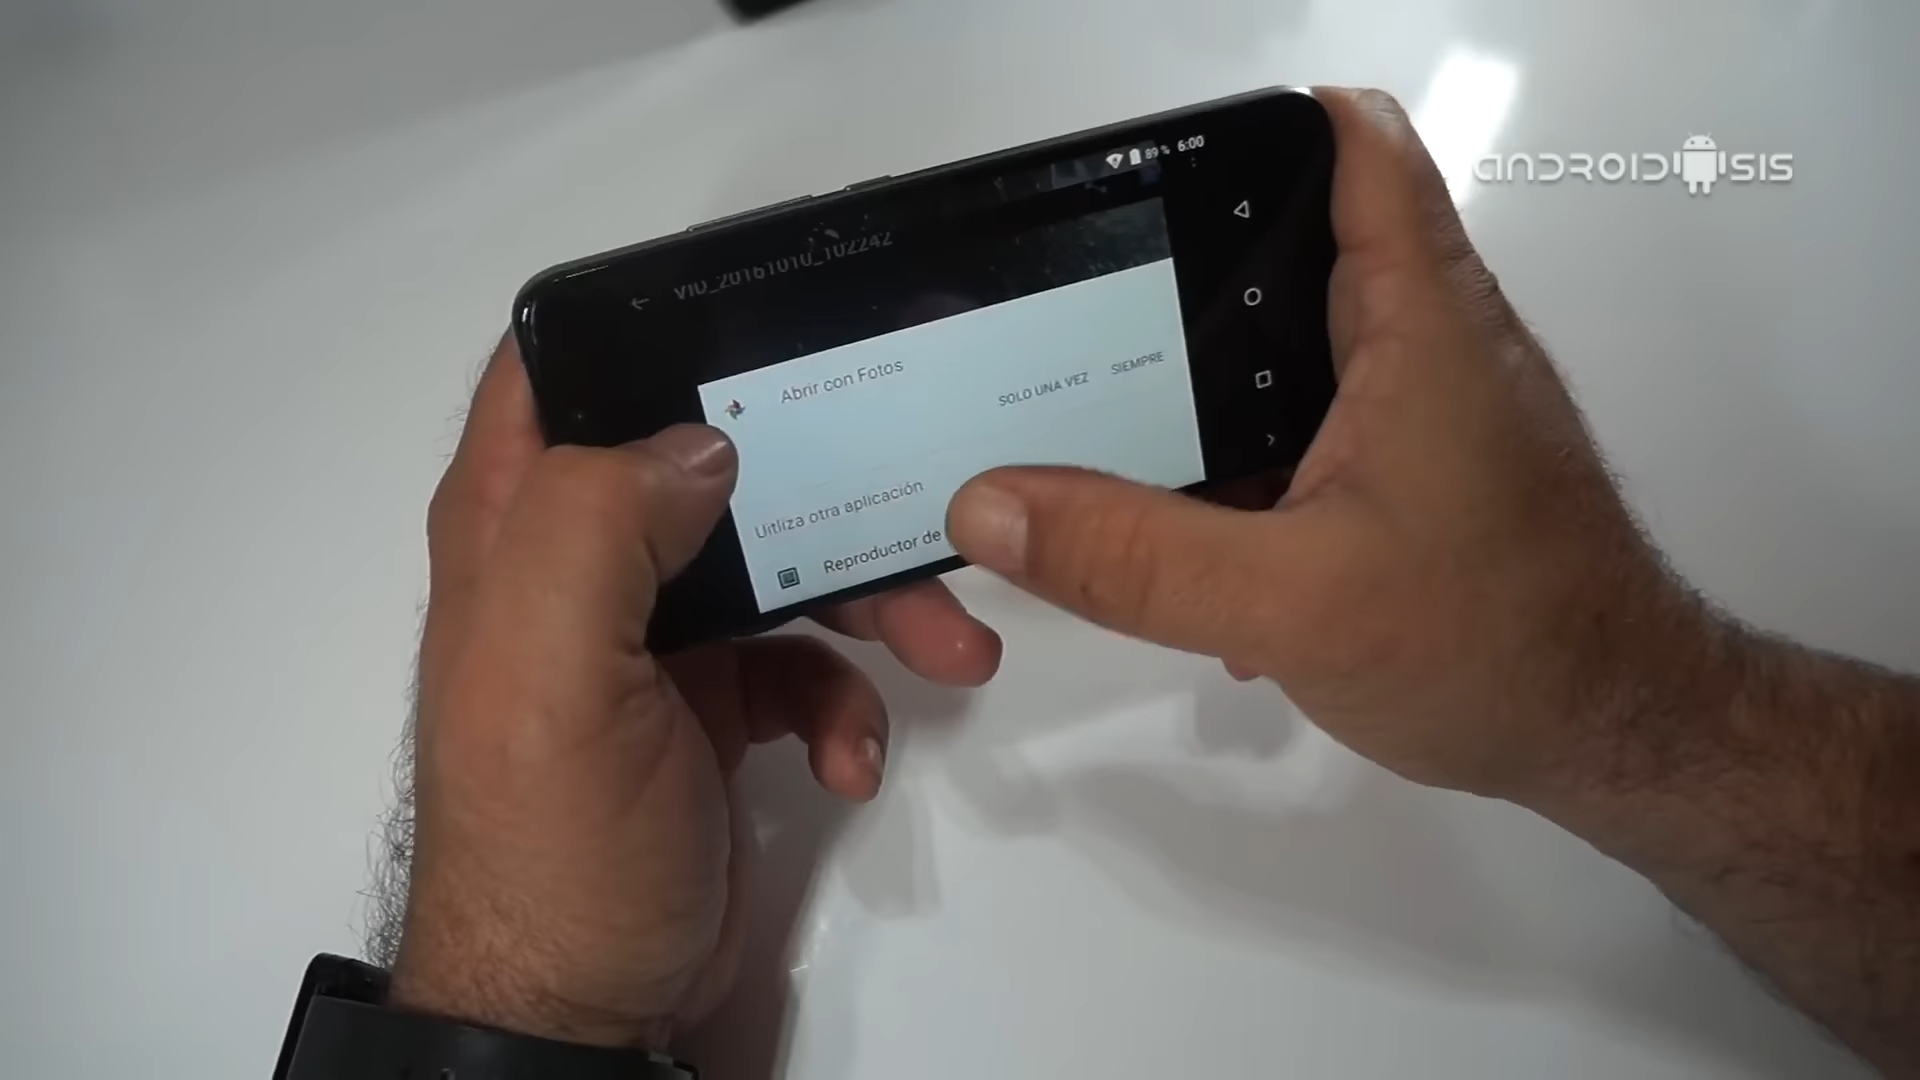 ANDROIDSIS
89 % 6:00
VID_20161010_102242
Abrir con Fotos
SOLO UNA VEZ SIEMPRE
Uitliza otra aplicación
Reproductor de